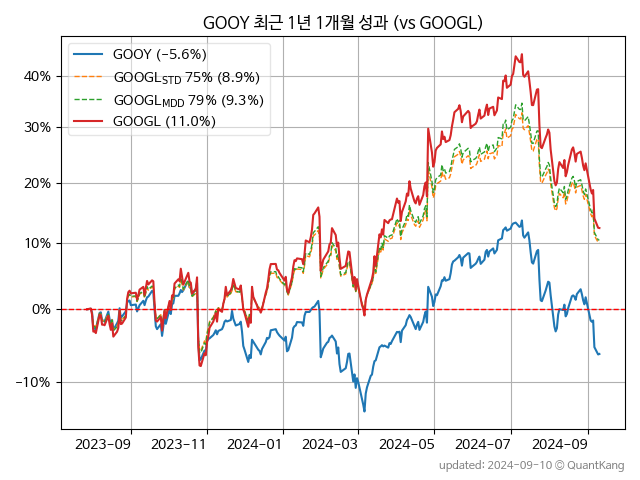 GOOY 최근 1년 1개월 성과 (vs GOOGL)
GOOY (−5.6%)
GOOGL_STD 75% (8.9%)
GOOGL_MDD 79% (9.3%)
GOOGL (11.0%)
40%
30%
20%
10%
0%
−10%
2023-09 2023-11 2024-01 2024-03 2024-05 2024-07 2024-09
updated: 2024-09-10 © QuantKang